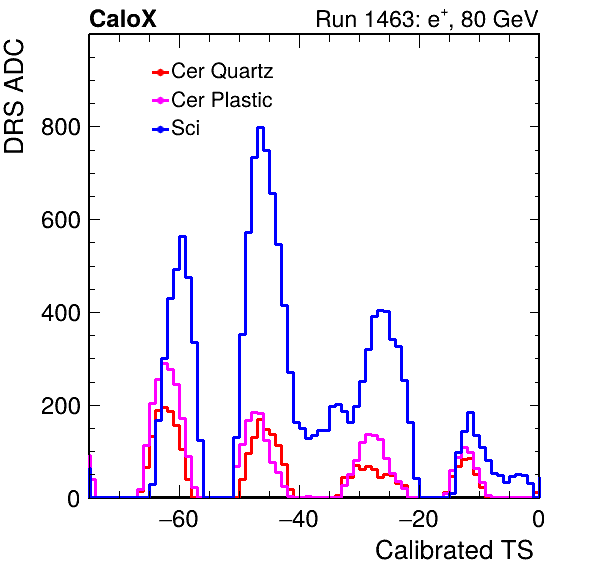 CaloX
Run 1463: e+, 80 GeV
DRS ADC
Cer Quartz
Cer Plastic
Sci
800
600
400
200
0
−60
−40
−20
0
Calibrated TS